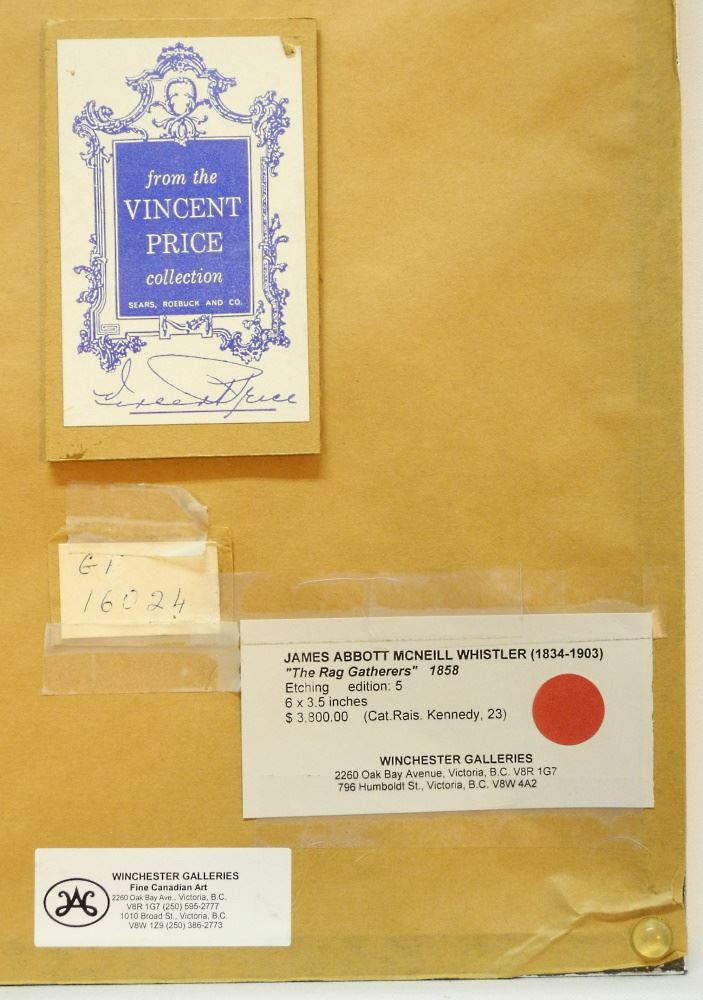 from the
VINCENT
PRICE
collection
SEARS, ROEBUCK AND CO.
Vincent Price
16024
JAMES ABBOTT MCNEILL WHISTLER (1834-1903)
"The Rag Gatherers" 1858
Etching edition: 5
6 x 3.5 inches
$ 3,800.00 (Cat.Rais. Kennedy, 23)
WINCHESTER GALLERIES
2260 Oak Bay Avenue, Victoria, B.C. V8R 1G7
796 Humboldt St., Victoria, B.C. V8W 4A2
WINCHESTER GALLERIES
Fine Canadian Art
2260 Oak Bay Ave., Victoria, B.C.
V8R 1G7 (250) 595-2777
1010 Broad St., Victoria, B.C.
V8W 1Z9 (250) 386-2773